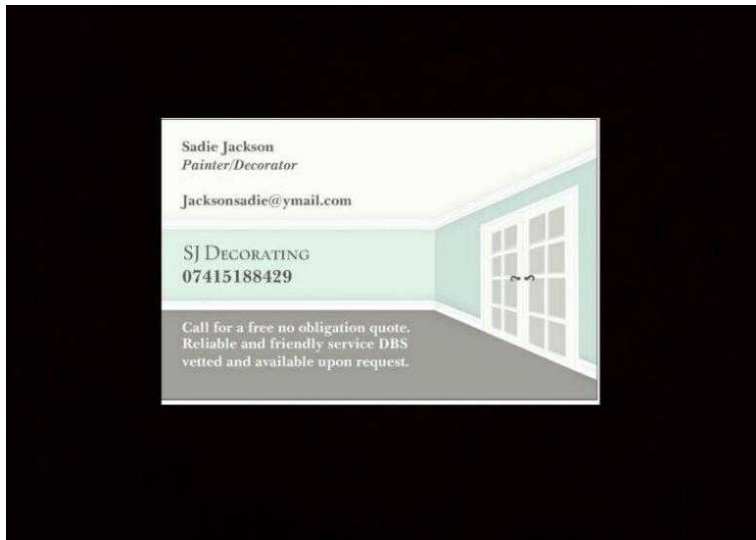 Sadie Jackson
Painter/Decorator
Jacksonsadie@ymail.com
SJ DECORATING
07415188429
Call for a free no obligation quote.
Reliable and friendly service DBS
vetted and available upon request.